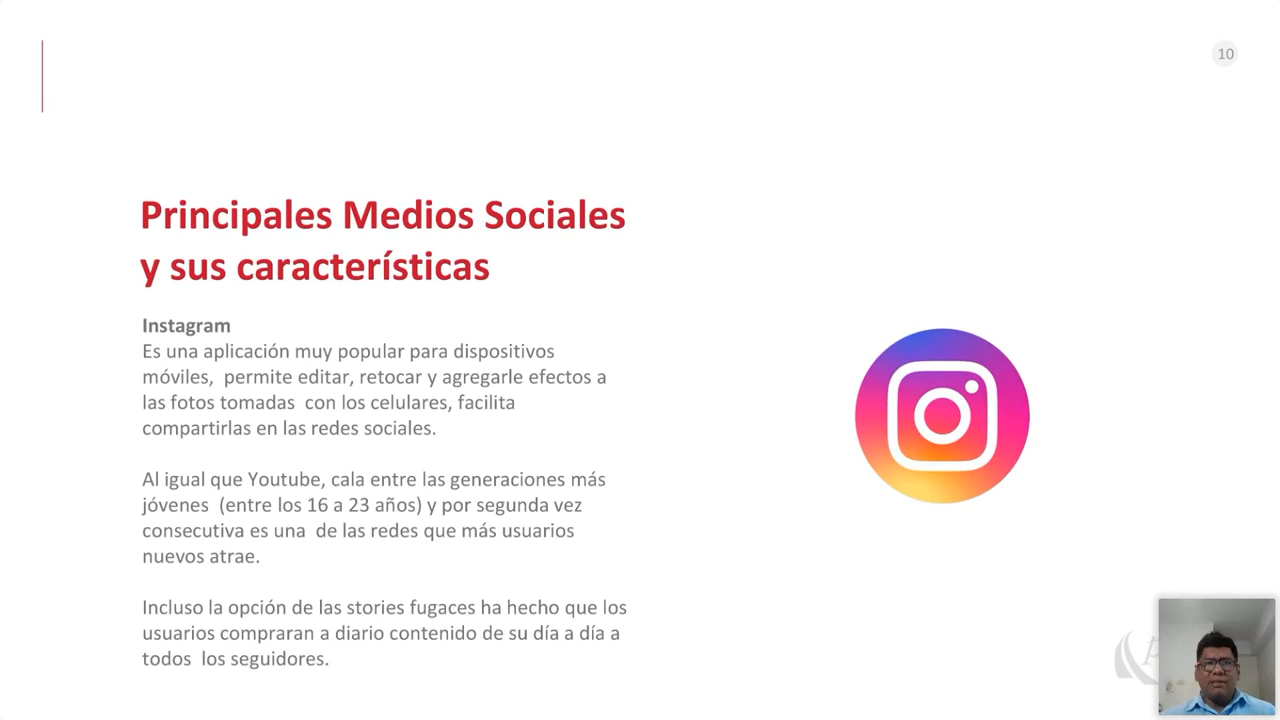 10
Principales Medios Sociales
y sus características
Instagram
Es una aplicación muy popular para dispositivos
móviles,  permite editar, retocar y agregarle efectos a
las fotos tomadas  con los celulares, facilita
compartirlas en las redes sociales.
Al igual que Youtube, cala entre las generaciones más
jóvenes  (entre los 16 a 23 años) y por segunda vez
consecutiva es una  de las redes que más usuarios
nuevos atrae.
Incluso la opción de las stories fugaces ha hecho que los
usuarios compraran a diario contenido de su día a día a
todos  los seguidores.